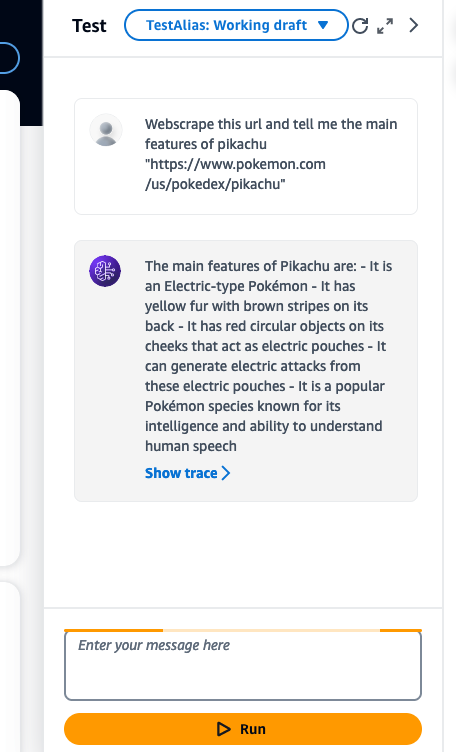 Test
TestAlias: Working draft
Webscrape this url and tell me the main
features of pikachu
"https://www.pokemon.com
/us/pokedex/pikachu"
The main features of Pikachu are: - It is
an Electric-type Pokémon - It has
yellow fur with brown stripes on its
back - It has red circular objects on its
cheeks that act as electric pouches - It
can generate electric attacks from
these electric pouches - It is a popular
Pokémon species known for its
intelligence and ability to understand
human speech
Show trace
Enter your message here
Run